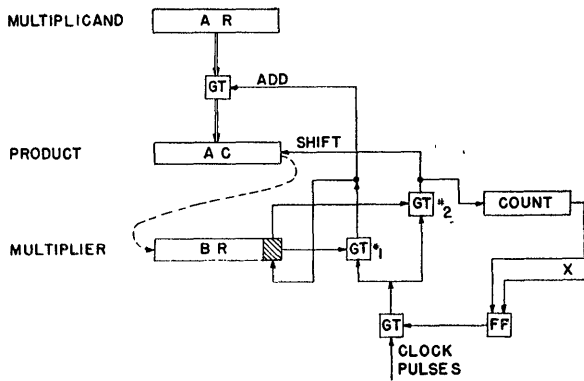 MULTIPLICAND
A R
GT
ADD
PRODUCT
A C
SHIFT
GT #2
COUNT
MULTIPLIER
B R
GT #1
X
GT
FF
CLOCK
PULSES